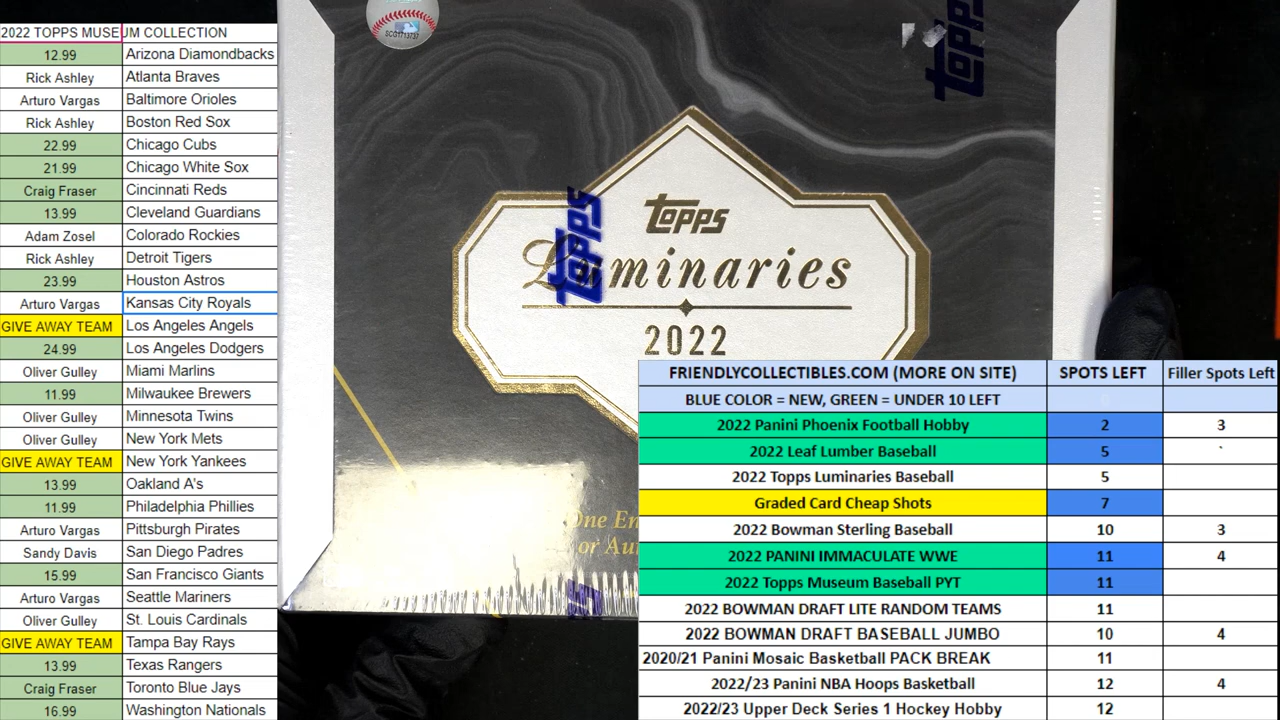 2022 TOPPS MUSEUM COLLECTION
12.99 Arizona Diamondbacks
Rick Ashley Atlanta Braves
Arturo Vargas Baltimore Orioles
Rick Ashley Boston Red Sox
22.99 Chicago Cubs
21.99 Chicago White Sox
Craig Fraser Cincinnati Reds
13.99 Cleveland Guardians
Adam Zosel Colorado Rockies
Rick Ashley Detroit Tigers
23.99 Houston Astros
Arturo Vargas Kansas City Royals
GIVE AWAY TEAM Los Angeles Angels
24.99 Los Angeles Dodgers
Oliver Gulley Miami Marlins
11.99 Milwaukee Brewers
Oliver Gulley Minnesota Twins
Oliver Gulley New York Mets
GIVE AWAY TEAM New York Yankees
13.99 Oakland A's
11.99 Philadelphia Phillies
Arturo Vargas Pittsburgh Pirates
Sandy Davis San Diego Padres
15.99 San Francisco Giants
Arturo Vargas Seattle Mariners
Oliver Gulley St. Louis Cardinals
GIVE AWAY TEAM Tampa Bay Rays
13.99 Texas Rangers
Craig Fraser Toronto Blue Jays
16.99 Washington Nationals
TOPPS
TOPPS
TOPPS
Luminaries
2022
One En
or Au
FRIENDLYCOLLECTIBLES.COM (MORE ON SITE) SPOTS LEFT Filler Spots Left
BLUE COLOR = NEW, GREEN = UNDER 10 LEFT
2022 Panini Phoenix Football Hobby 2 3
2022 Leaf Lumber Baseball 5 `
2022 Topps Luminaries Baseball 5
Graded Card Cheap Shots 7
2022 Bowman Sterling Baseball 10 3
2022 PANINI IMMACULATE WWE 11 4
2022 Topps Museum Baseball PYT 11
2022 BOWMAN DRAFT LITE RANDOM TEAMS 11
2022 BOWMAN DRAFT BASEBALL JUMBO 10 4
2020/21 Panini Mosaic Basketball PACK BREAK 11
2022/23 Panini NBA Hoops Basketball 12 4
2022/23 Upper Deck Series 1 Hockey Hobby 12